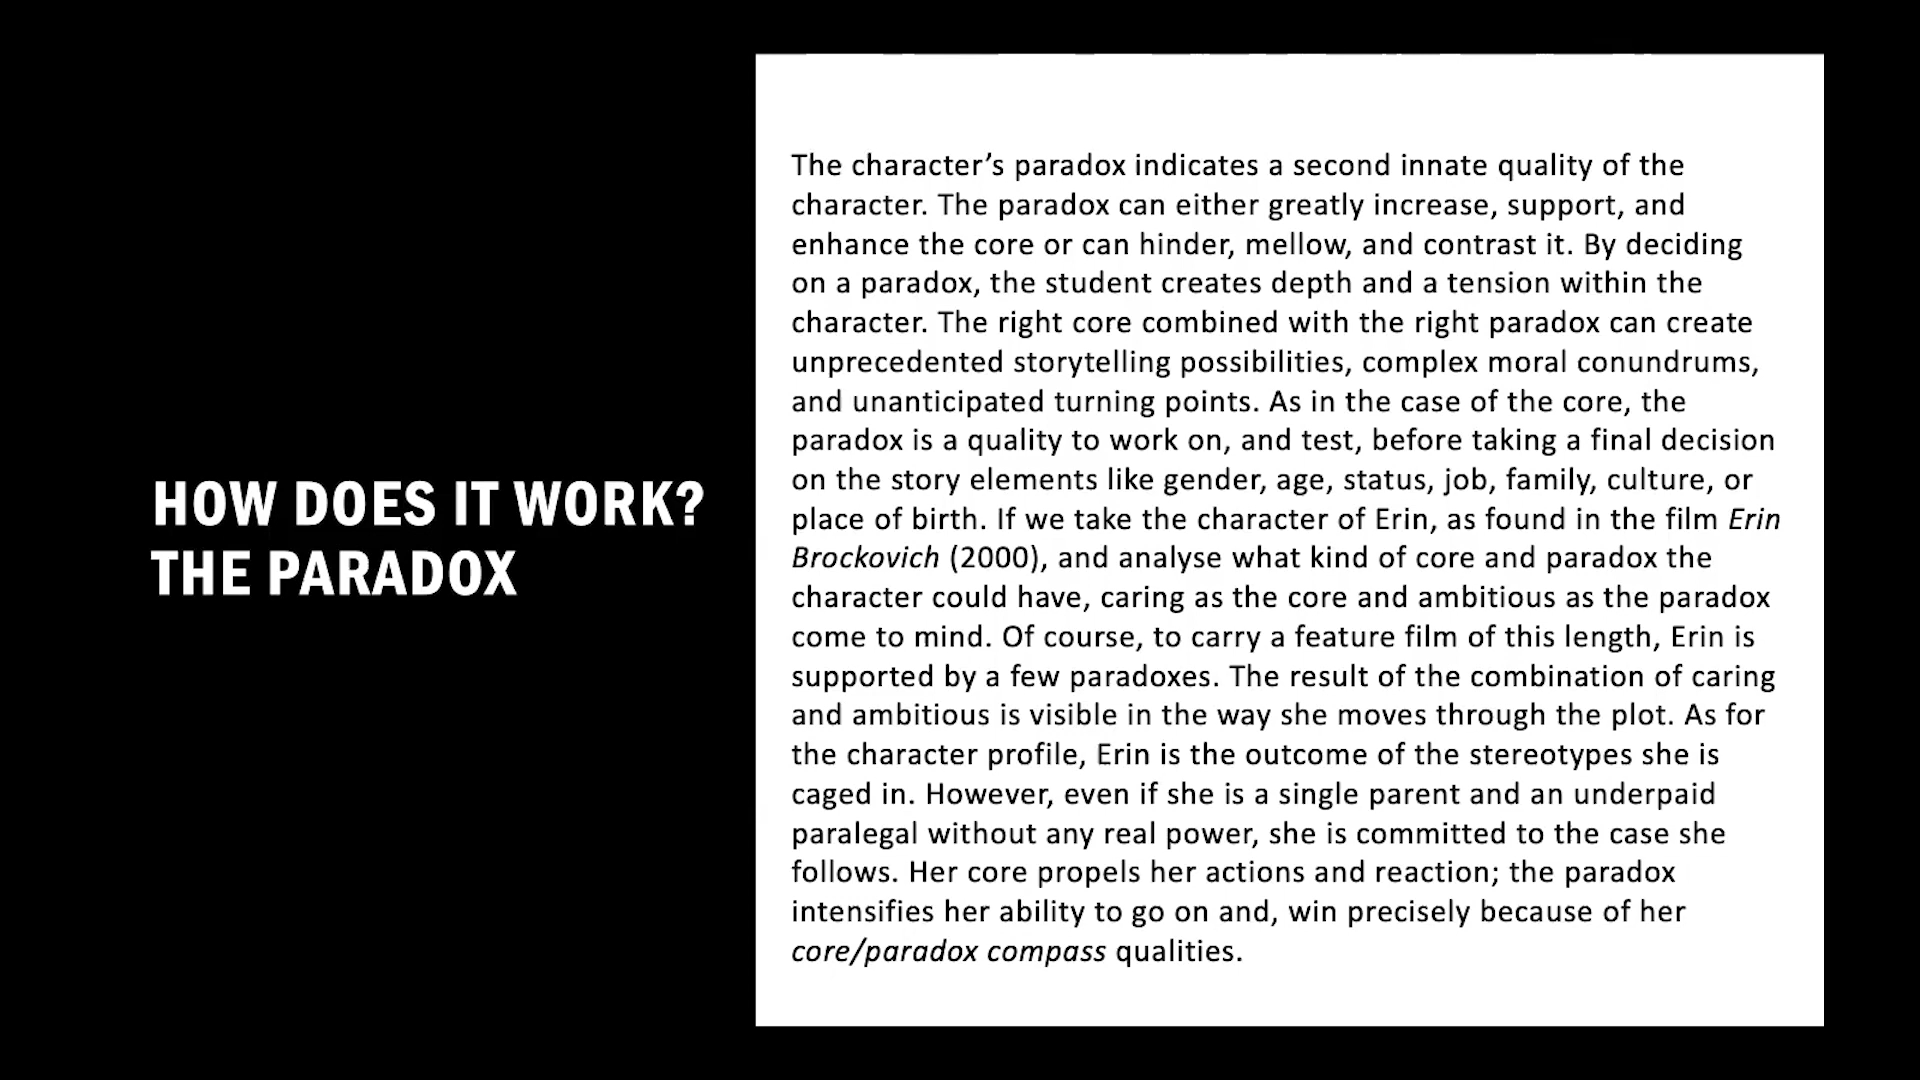 HOW DOES IT WORK?
THE PARADOX
The character’s paradox indicates a second innate quality of the
character. The paradox can either greatly increase, support, and
enhance the core or can hinder, mellow, and contrast it. By deciding
on a paradox, the student creates depth and a tension within the
character. The right core combined with the right paradox can create
unprecedented storytelling possibilities, complex moral conundrums,
and unanticipated turning points. As in the case of the core, the
paradox is a quality to work on, and test, before taking a final decision
on the story elements like gender, age, status, job, family, culture, or
place of birth. If we take the character of Erin, as found in the film Erin
Brockovich (2000), and analyse what kind of core and paradox the
character could have, caring as the core and ambitious as the paradox
come to mind. Of course, to carry a feature film of this length, Erin is
supported by a few paradoxes. The result of the combination of caring
and ambitious is visible in the way she moves through the plot. As for
the character profile, Erin is the outcome of the stereotypes she is
caged in. However, even if she is a single parent and an underpaid
paralegal without any real power, she is committed to the case she
follows. Her core propels her actions and reaction; the paradox
intensifies her ability to go on and, win precisely because of her
core/paradox compass qualities.